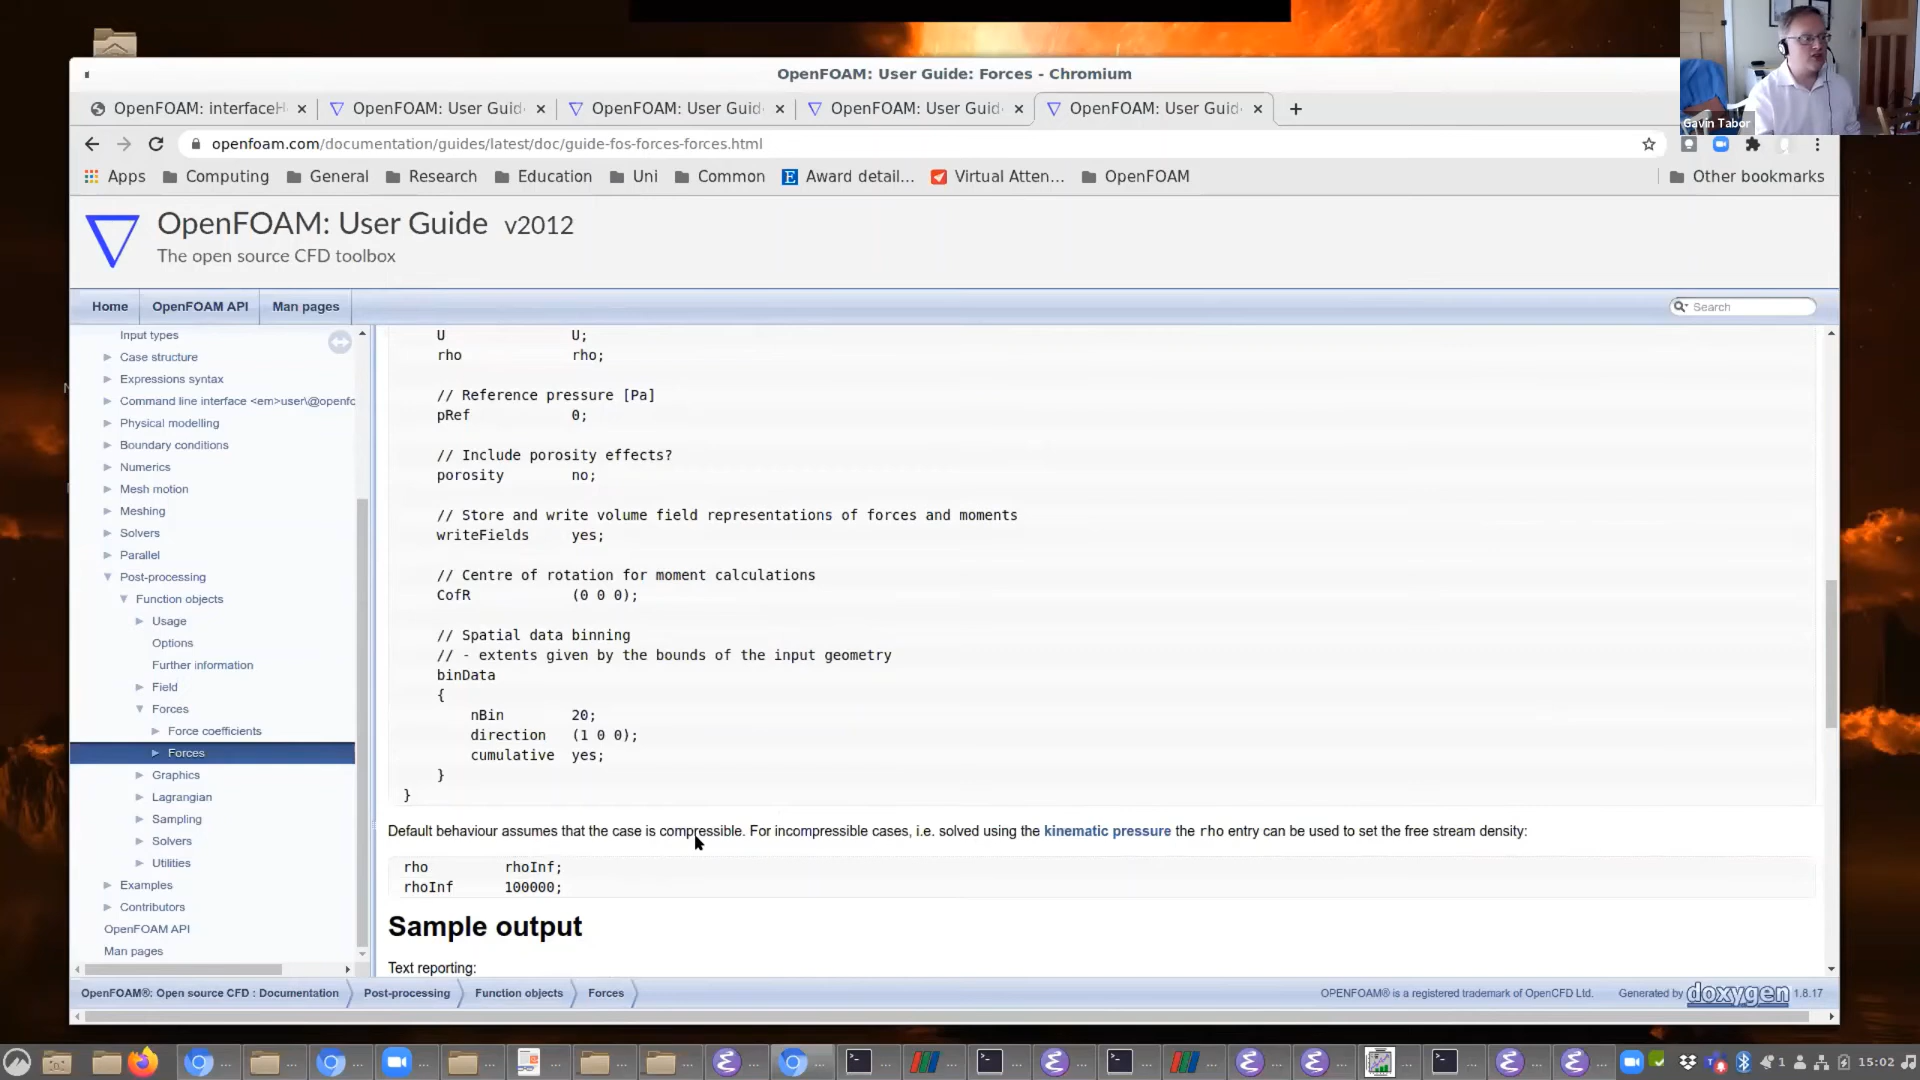 OpenFOAM: User Guide: Forces - Chromium
OpenFOAM: interfaceH
OpenFOAM: User Guid
OpenFOAM: User Guid
OpenFOAM: User Guid
OpenFOAM: User Guid
Gavin Tabor
openfoam.com/documentation/guides/latest/doc/guide-fos-forces-forces.html
Apps Computing General Research Education Uni Common Award detail... Virtual Atten... OpenFOAM Other bookmarks
OpenFOAM: User Guide v2012
The open source CFD toolbox
Home OpenFOAM API Man pages Search
Input types
Case structure
Expressions syntax
Command line interface <em>user\@openfo
Physical modelling
Boundary conditions
Numerics
Mesh motion
Meshing
Solvers
Parallel
Post-processing
Function objects
Usage
Options
Further information
Field
Forces
Force coefficients
Forces
Graphics
Lagrangian
Sampling
Solvers
Utilities
Examples
Contributors
OpenFOAM API
Man pages
U U;
rho rho;
// Reference pressure [Pa]
pRef 0;
// Include porosity effects?
porosity no;
// Store and write volume field representations of forces and moments
writeFields yes;
// Centre of rotation for moment calculations
CofR (0 0 0);
// Spatial data binning
// - extents given by the bounds of the input geometry
binData
{
nBin 20;
direction (1 0 0);
cumulative yes;
}
}
Default behaviour assumes that the case is compressible. For incompressible cases, i.e. solved using the kinematic pressure the rho entry can be used to set the free stream density:
rho rhoInf;
rhoInf 100000;
Sample output
Text reporting:
OpenFOAM®: Open source CFD : Documentation Post-processing Function objects Forces OPENFOAM® is a registered trademark of OpenCFD Ltd. Generated by doxygen 1.8.17
1 15:02